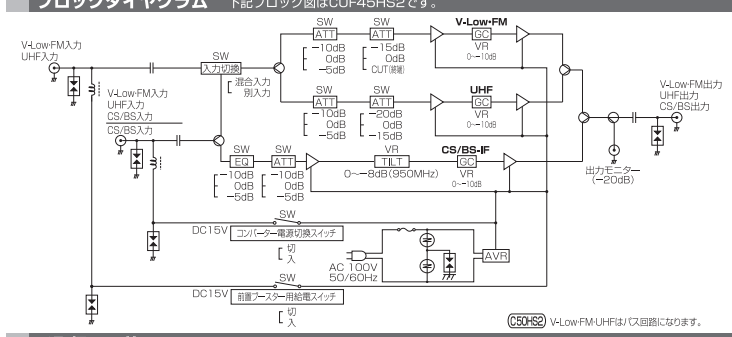 ブロックダイヤグラム 下記ブロック図はCUF45HS2です。
V-Low・FM入力
UHF入力
V-Low・FM入力
UHF入力
CS/BS入力
CS/BS入力
SW
入力切換
混合入力
別入力
SW
ATT
－10dB
0dB
－5dB
SW
ATT
－15dB
0dB
CUT(終端)
V-Low・FM
GC
VR
0〜－10dB
SW
ATT
－10dB
0dB
－5dB
SW
ATT
－20dB
0dB
－15dB
UHF
GC
VR
0〜－10dB
SW
EQ
－10dB
0dB
－5dB
SW
ATT
－10dB
0dB
－5dB
VR
TILT
0〜－8dB(950MHz)
CS/BS-IF
GC
VR
0〜－10dB
V-Low・FM出力
UHF出力
CS/BS出力
出力モニター
(－20dB)
SW
DC15V
コンバーター電源切換スイッチ
切
入
AC 100V
50/60Hz
AVR
SW
DC15V
前置ブースター用給電スイッチ
切
入
C50HS2 V-Low・FM・UHFはパス回路になります。